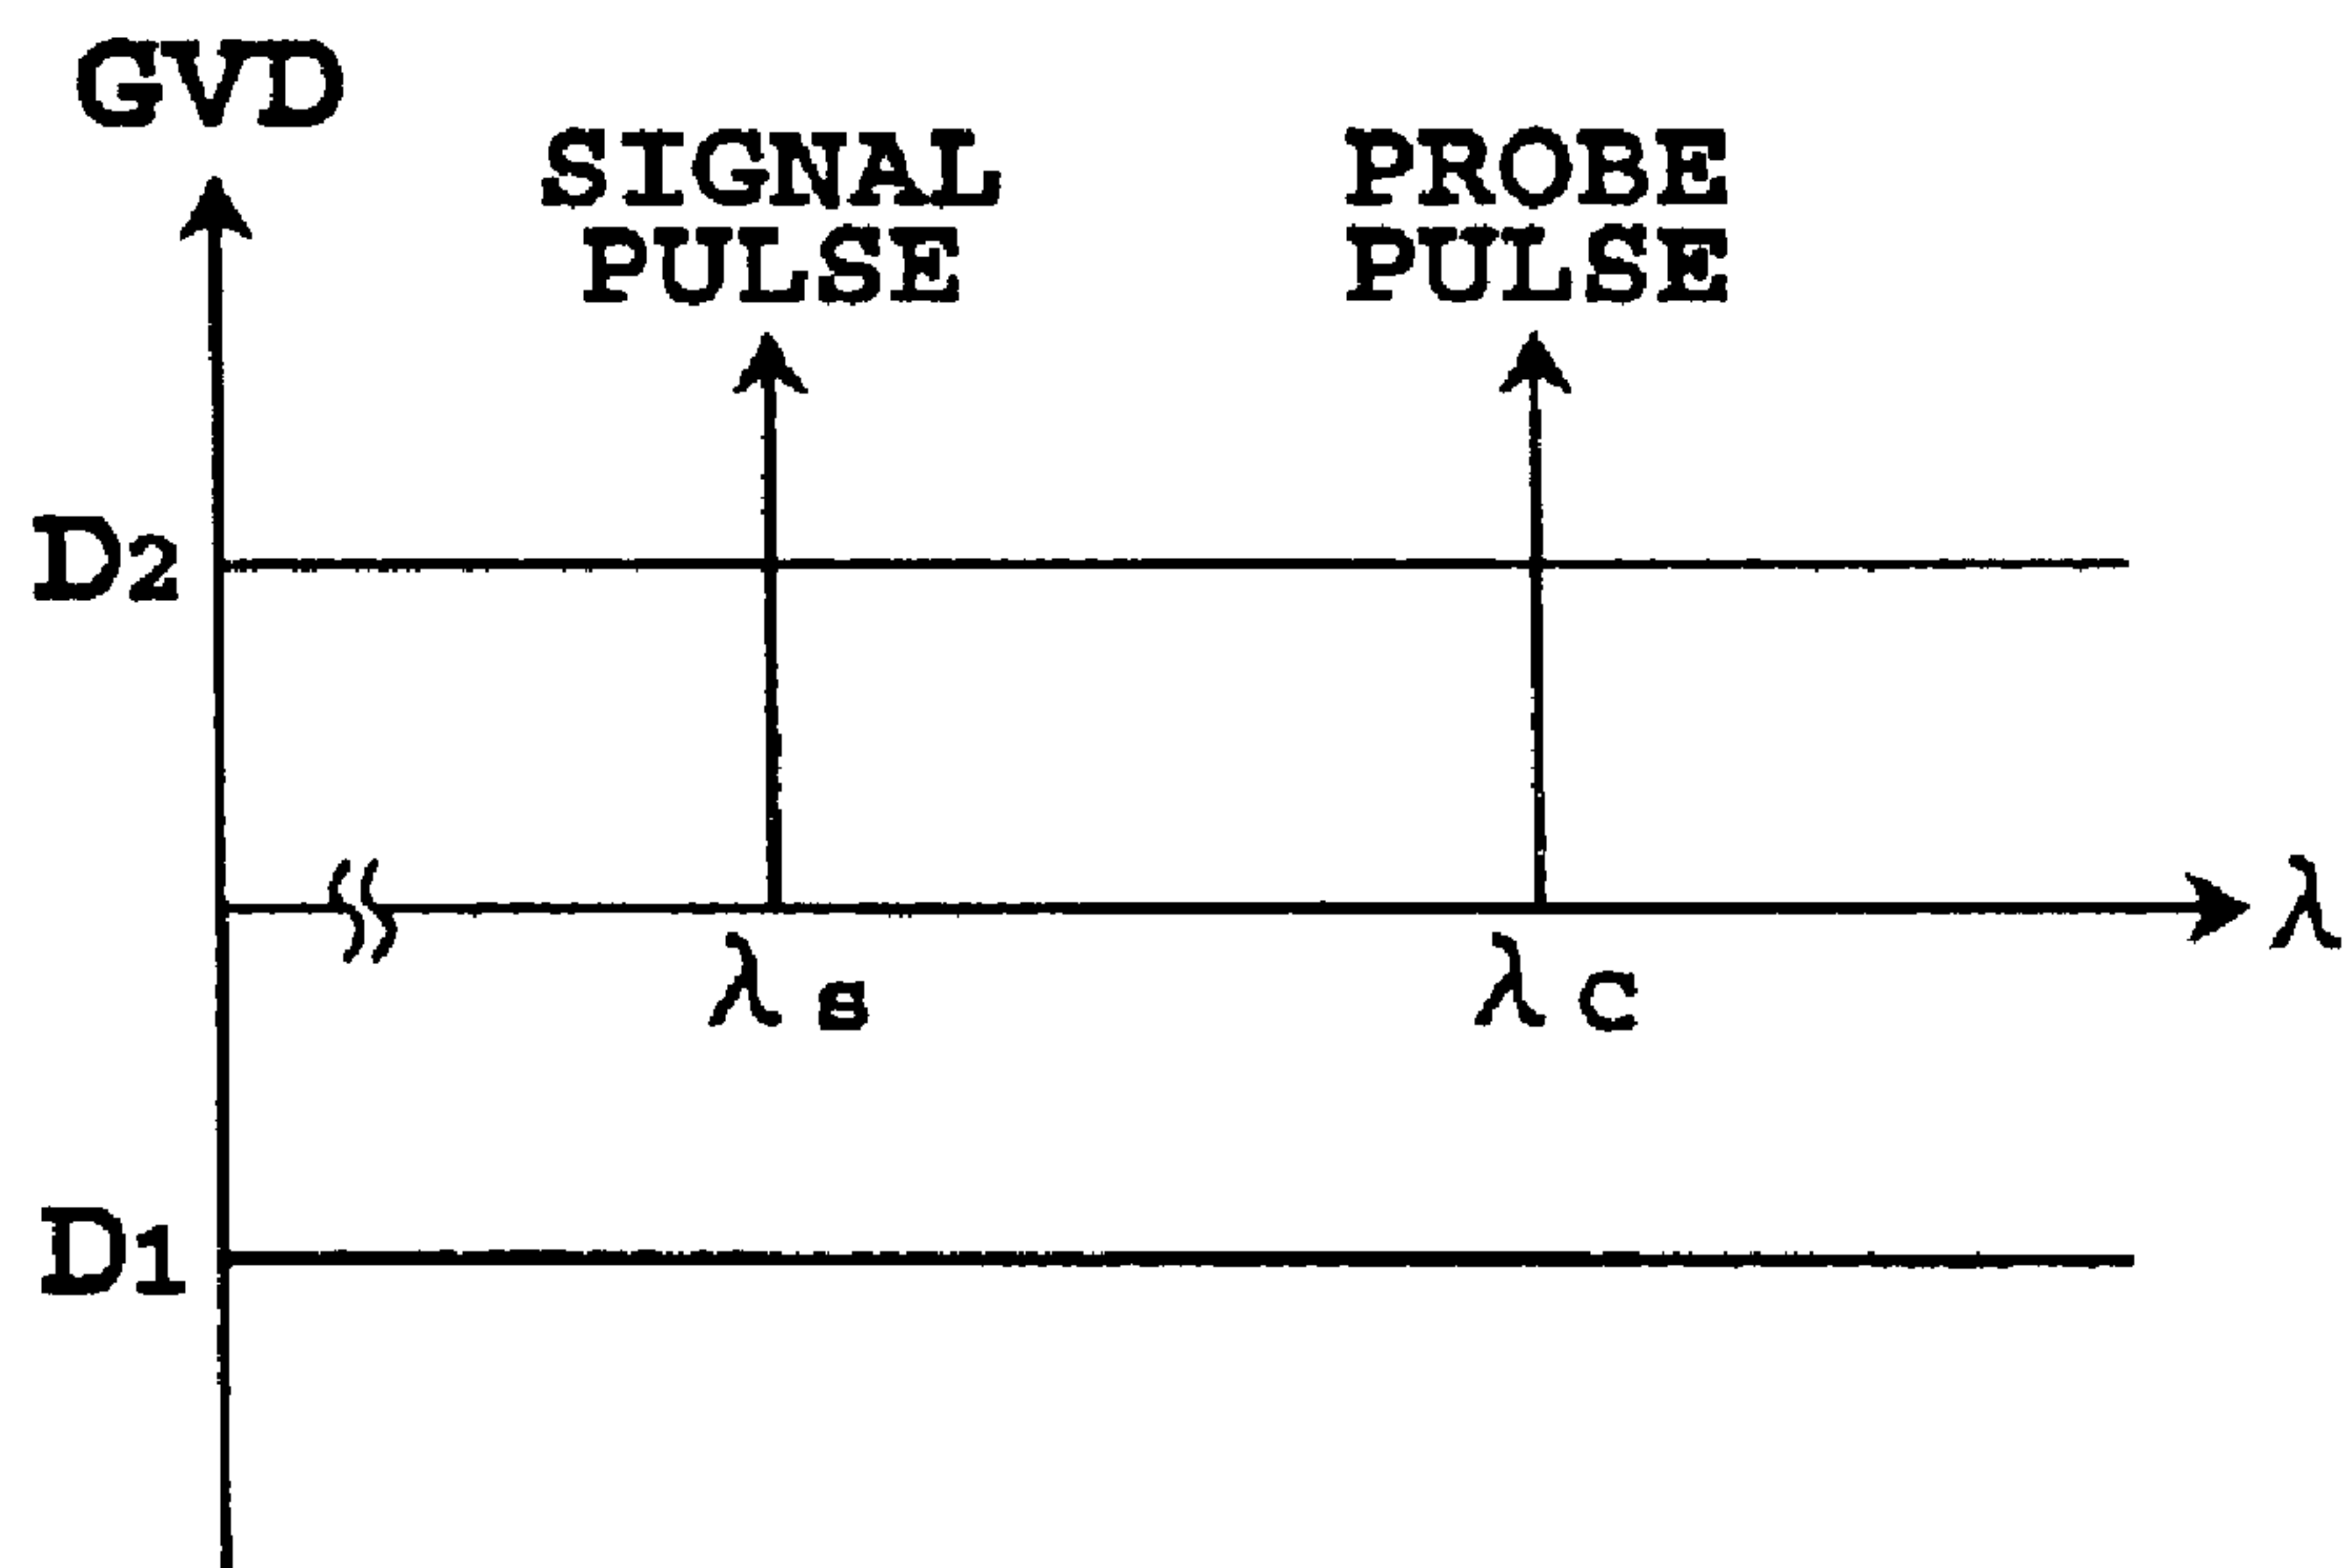 GVD
SIGNAL
PULSE
PROBE
PULSE
D2
λ
λs
λc
D1